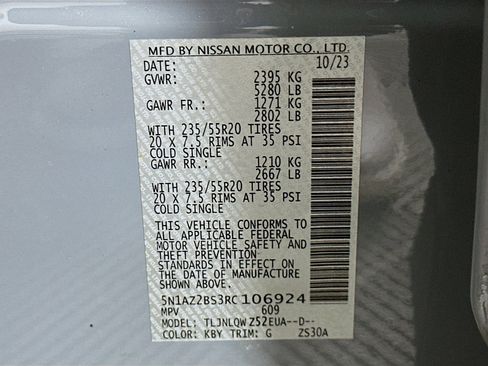 MFD BY NISSAN MOTOR CO., LTD.
DATE: 10/23
GVWR: 2395 KG
5280 LB
GAWR FR.: 1271 KG
2802 LB
WITH 235/55R20 TIRES
20 X 7.5 RIMS AT 35 PSI
COLD SINGLE
GAWR RR.: 1210 KG
2667 LB
WITH 235/55R20 TIRES
20 X 7.5 RIMS AT 35 PSI
COLD SINGLE
THIS VEHICLE CONFORMS TO
ALL APPLICABLE FEDERAL
MOTOR VEHICLE SAFETY AND
THEFT PREVENTION
STANDARDS IN EFFECT ON
THE DATE OF MANUFACTURE
SHOWN ABOVE.
5N1AZ2BS3RC106924
MPV 609
MODEL: TLJNLQWZ52EUA--D--
COLOR: KBY TRIM: G ZS30A